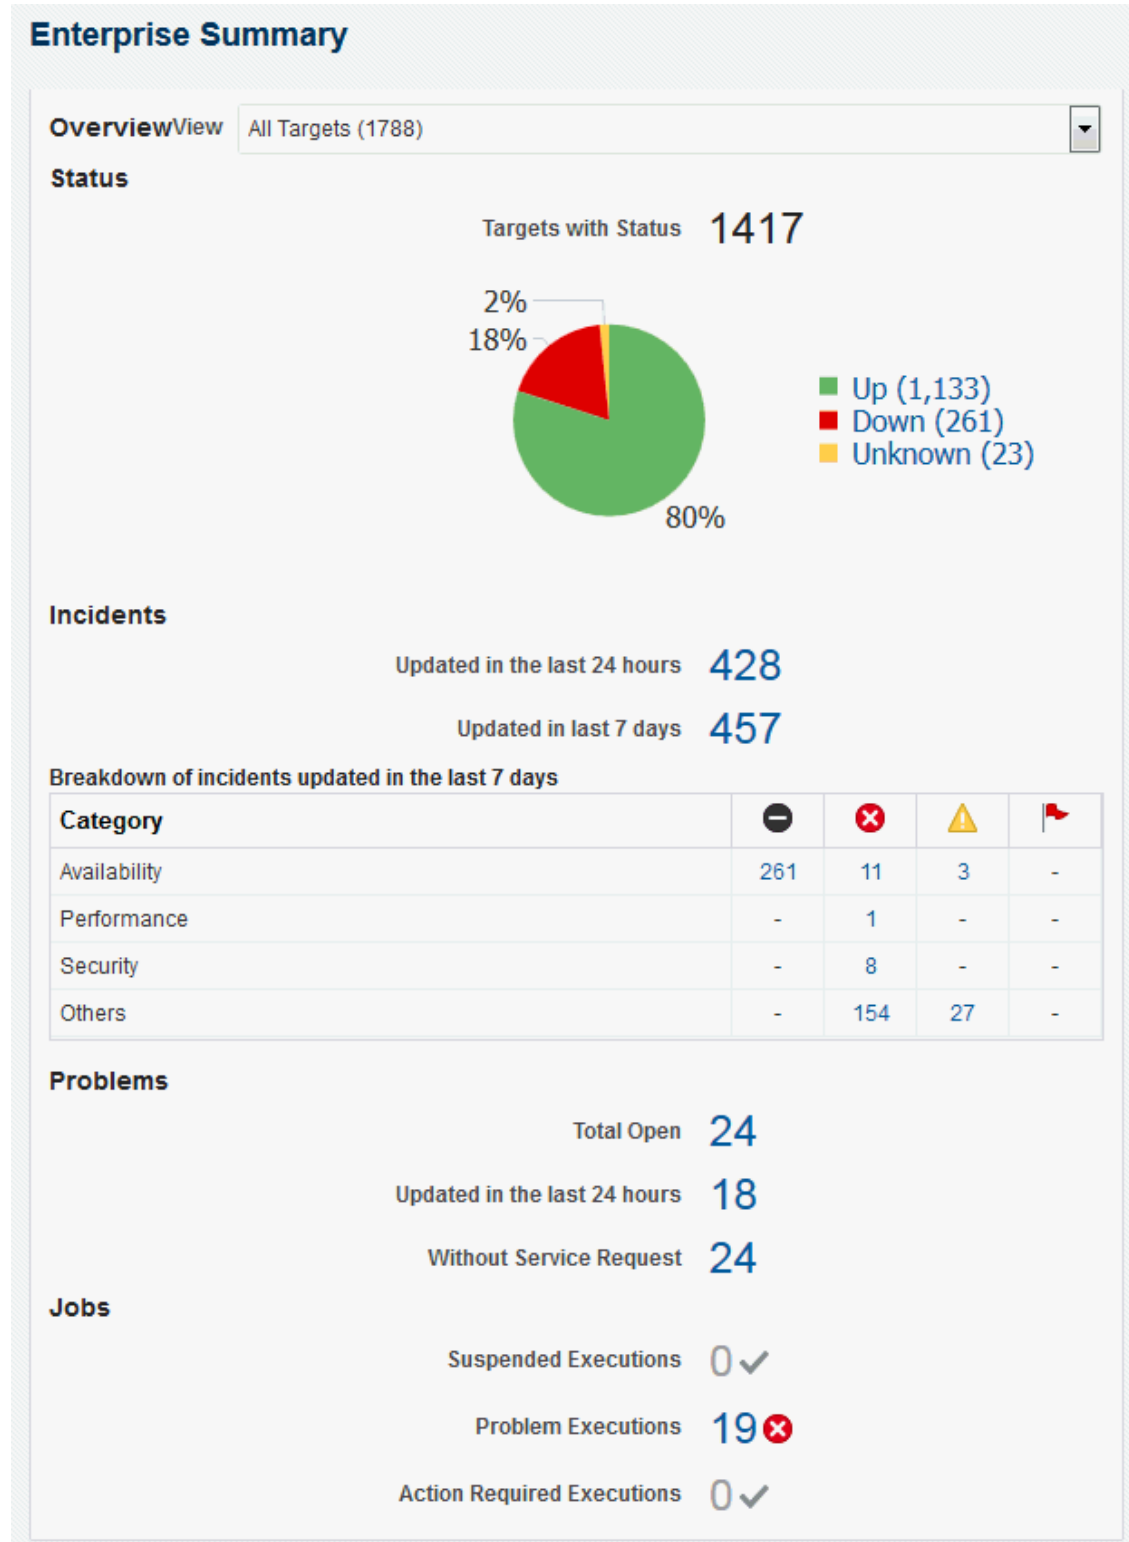 Enterprise Summary
Overview View All Targets (1788)
Status
Targets with Status 1417
2%
18%
80%
Up (1,133)
Down (261)
Unknown (23)
Incidents
Updated in the last 24 hours 428
Updated in last 7 days 457
Breakdown of incidents updated in the last 7 days
Category
Availability 261 11 3 -
Performance - 1 - -
Security - 8 - -
Others - 154 27 -
Problems
Total Open 24
Updated in the last 24 hours 18
Without Service Request 24
Jobs
Suspended Executions 0
Problem Executions 19
Action Required Executions 0